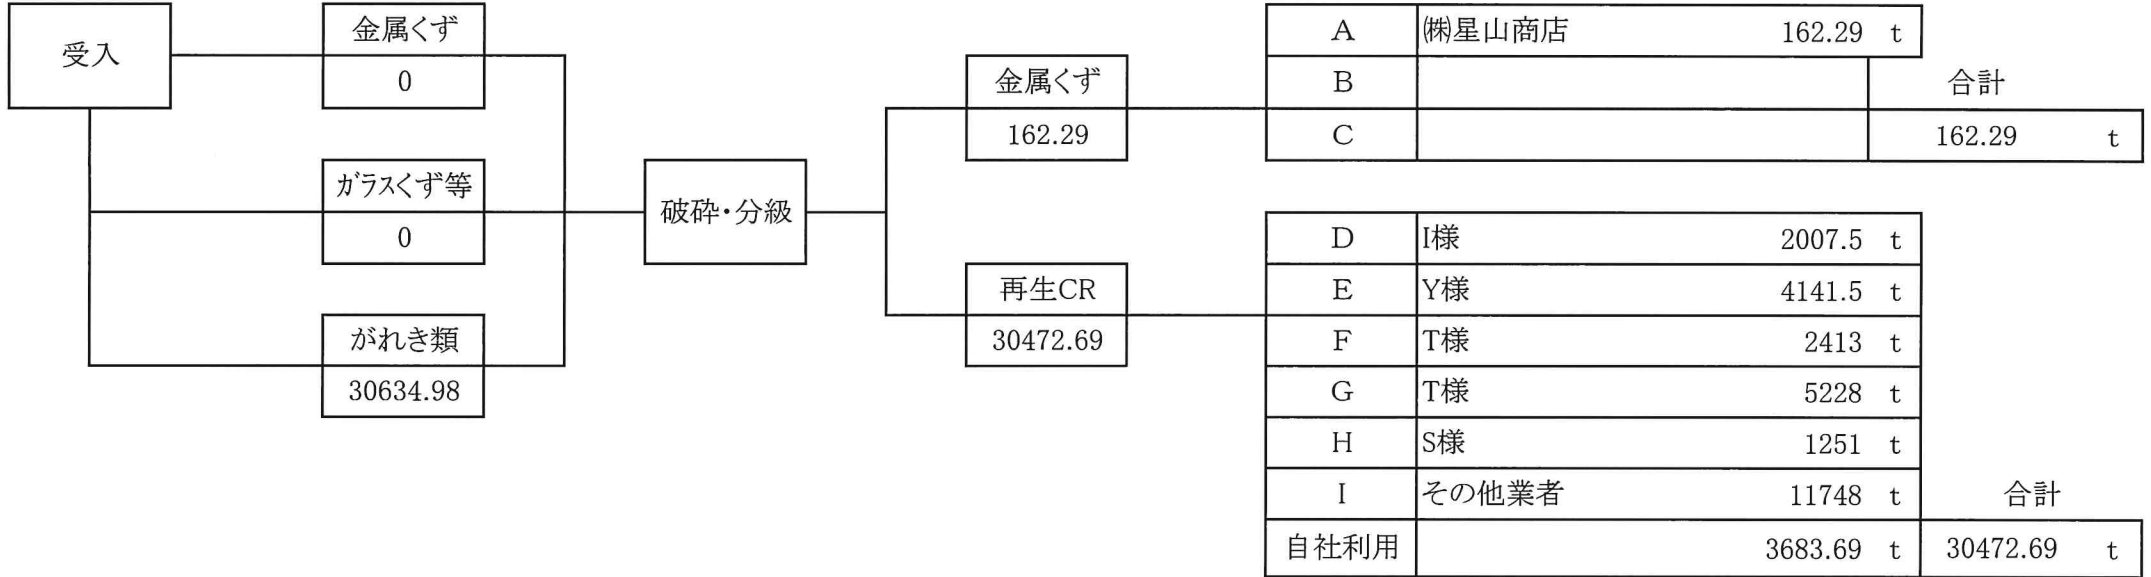 受入
金属くず
0
ガラスくず等
0
がれき類
30634.98
破砕・分級
金属くず
162.29
再生CR
30472.69
A ㈱星山商店 162.29 t
B 合計
C 162.29 t
D I様 2007.5 t
E Y様 4141.5 t
F T様 2413 t
G T様 5228 t
H S様 1251 t
I その他業者 11748 t 合計
自社利用 3683.69 t 30472.69 t